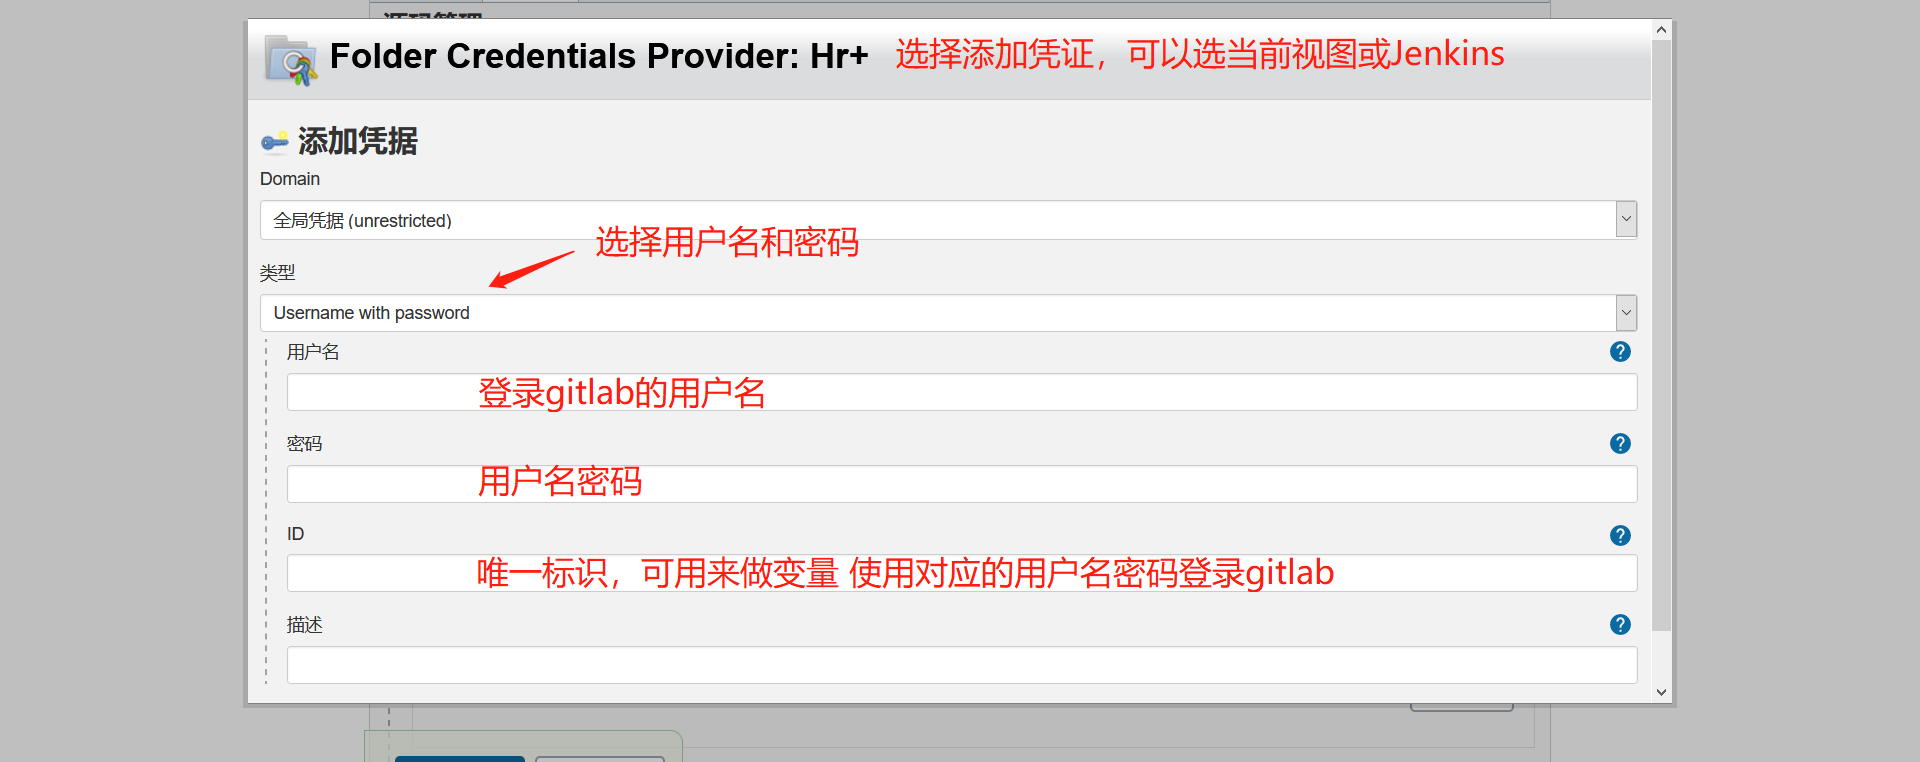 源码管理
Folder Credentials Provider: Hr+ 选择添加凭证，可以选当前视图或Jenkins
添加凭据
Domain
全局凭据 (unrestricted)
选择用户名和密码
类型
Username with password
用户名
登录gitlab的用户名
密码
用户名密码
ID
唯一标识，可用来做变量 使用对应的用户名密码登录gitlab
描述